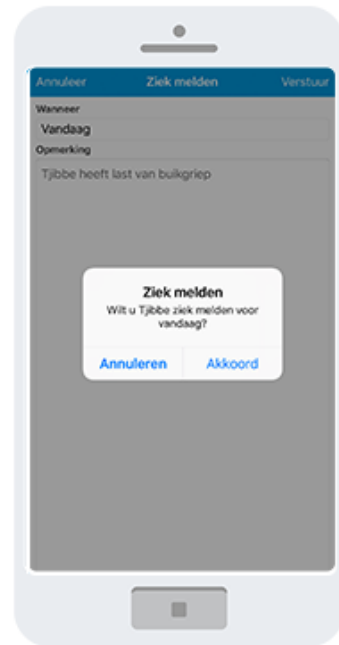 Annuleer Ziek melden Verstuur
Wanneer
Vandaag
Opmerking
Tjibbe heeft last van buikgriep
Ziek melden
Wilt u Tjibbe ziek melden voor
vandaag?
Annuleren Akkoord